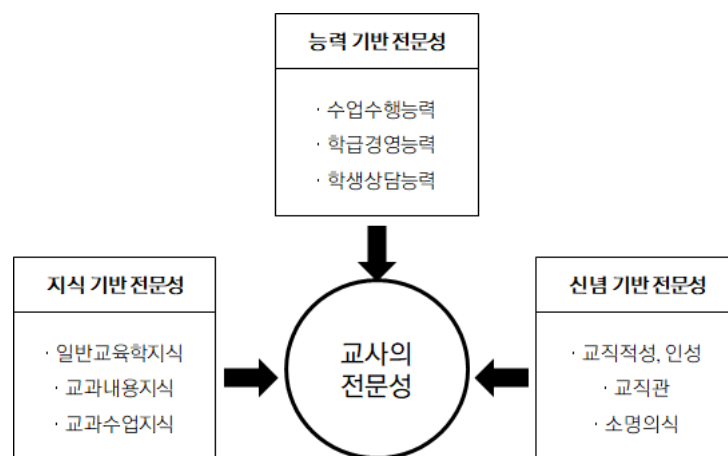 능력 기반 전문성
· 수업수행능력
· 학급경영능력
· 학생상담능력
지식 기반 전문성
· 일반교육학지식
· 교과내용지식
· 교과수업지식
교사의
전문성
신념 기반 전문성
· 교직적성, 인성
· 교직관
· 소명의식